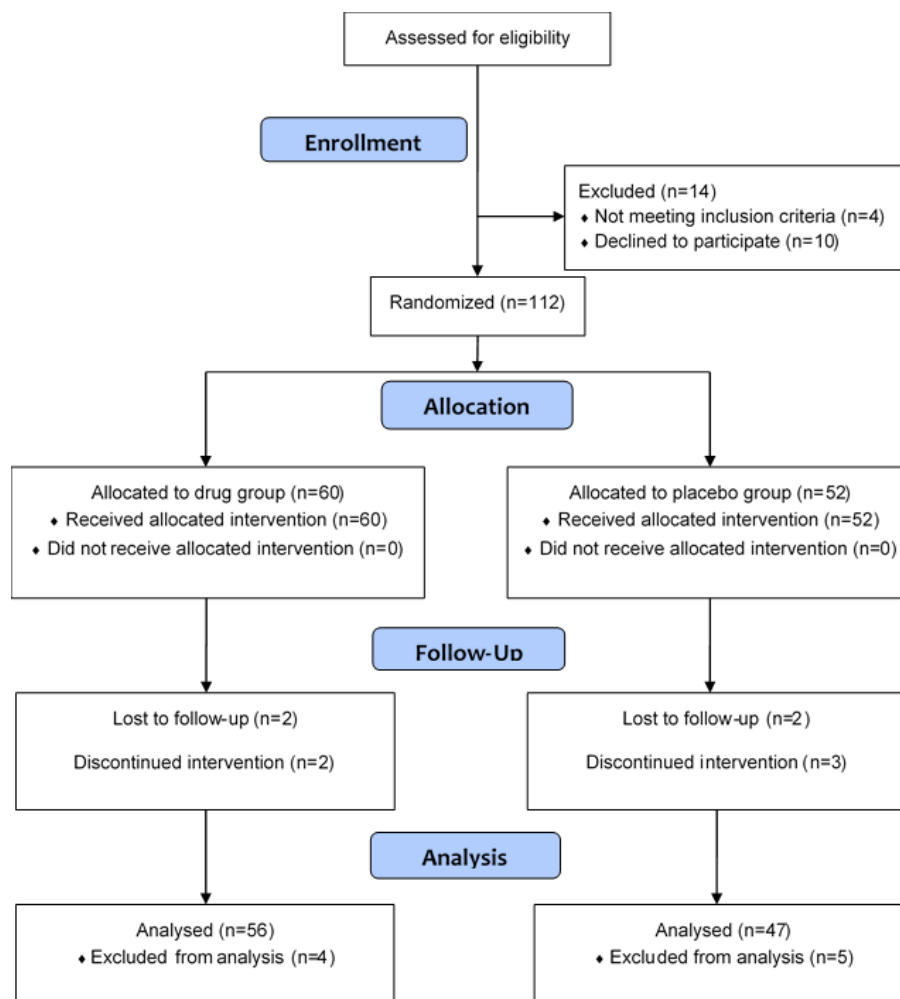 Assessed for eligibility
Enrollment
Excluded (n=14)
♦ Not meeting inclusion criteria (n=4)
♦ Declined to participate (n=10)
Randomized (n=112)
Allocation
Allocated to drug group (n=60)
♦ Received allocated intervention (n=60)
♦ Did not receive allocated intervention (n=0)
Allocated to placebo group (n=52)
♦ Received allocated intervention (n=52)
♦ Did not receive allocated intervention (n=0)
Follow-Up
Lost to follow-up (n=2)
Discontinued intervention (n=2)
Lost to follow-up (n=2)
Discontinued intervention (n=3)
Analysis
Analysed (n=56)
♦ Excluded from analysis (n=4)
Analysed (n=47)
♦ Excluded from analysis (n=5)